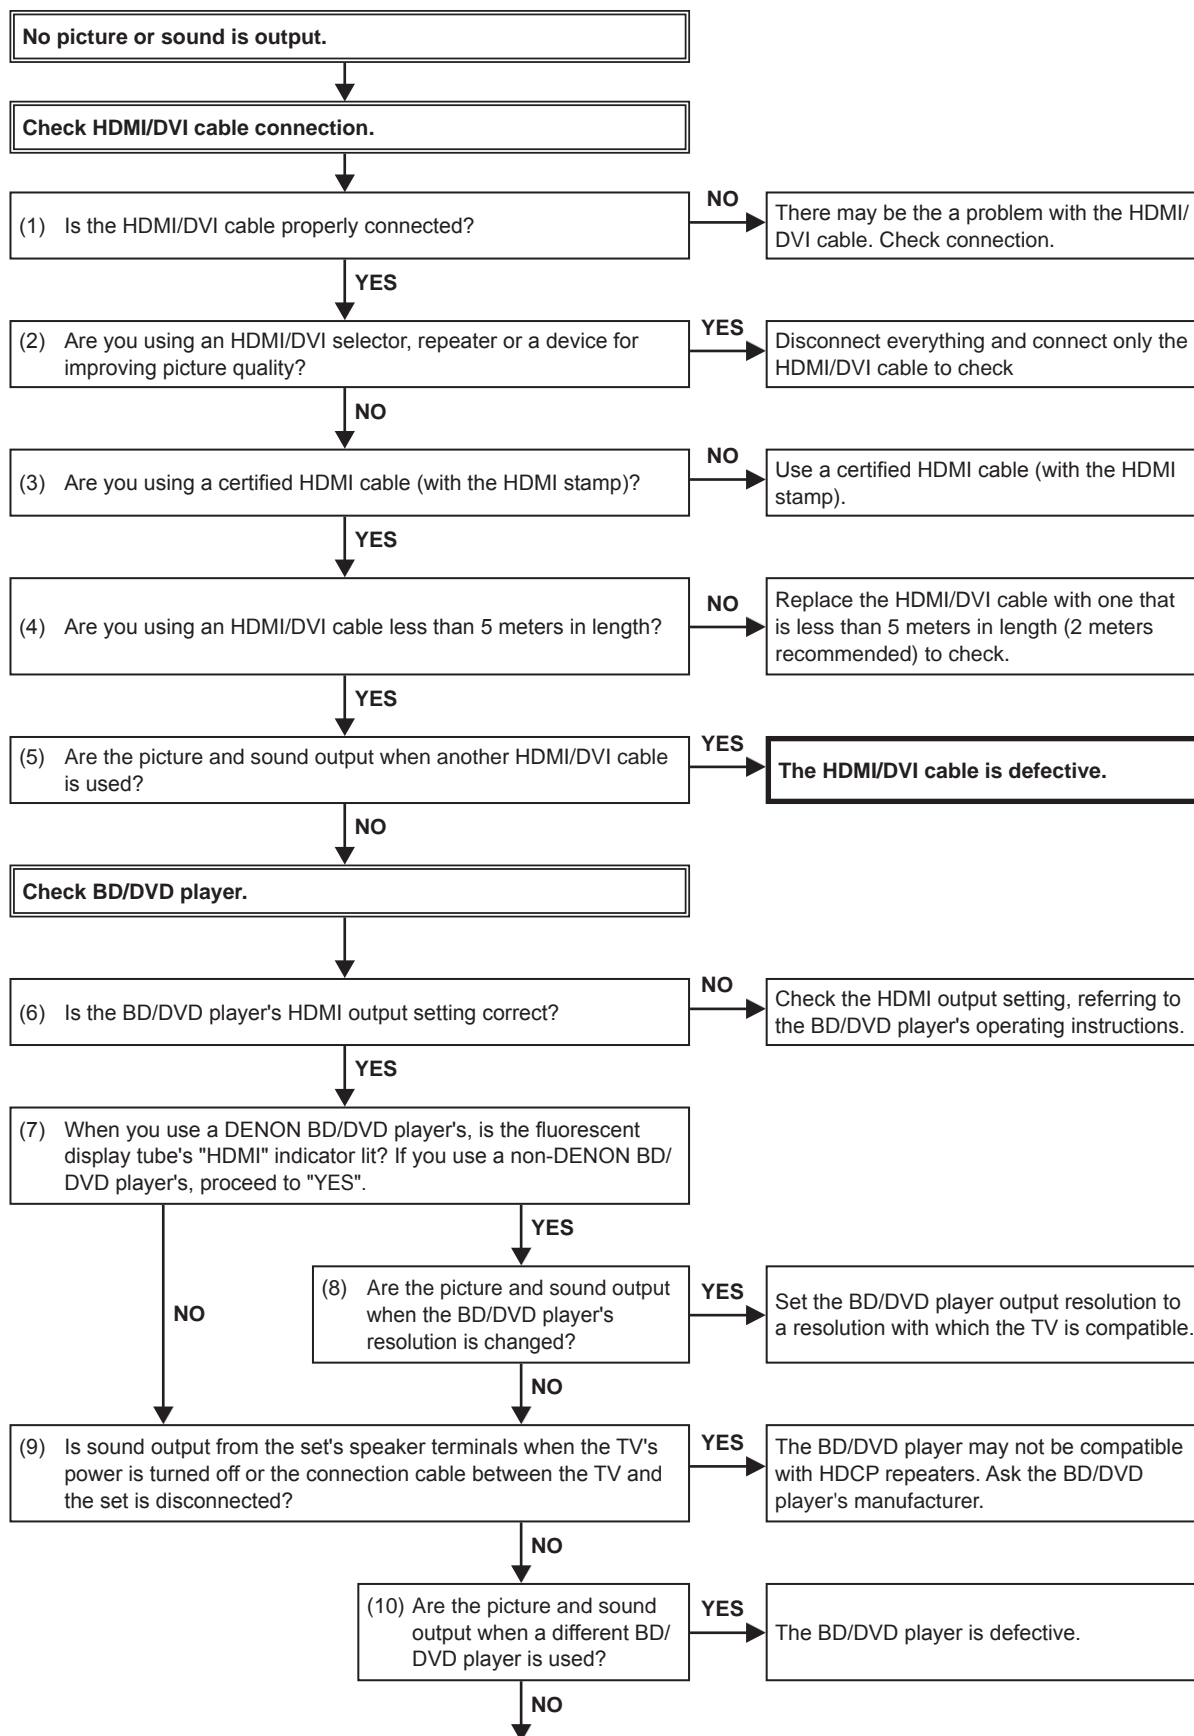 No picture or sound is output.
Check HDMI/DVI cable connection.
(1) Is the HDMI/DVI cable properly connected?
NO
There may be the a problem with the HDMI/
DVI cable. Check connection.
YES
(2) Are you using an HDMI/DVI selector, repeater or a device for
improving picture quality?
YES
Disconnect everything and connect only the
HDMI/DVI cable to check
NO
(3) Are you using a certified HDMI cable (with the HDMI stamp)?
NO
Use a certified HDMI cable (with the HDMI
stamp).
YES
(4) Are you using an HDMI/DVI cable less than 5 meters in length?
NO
Replace the HDMI/DVI cable with one that
is less than 5 meters in length (2 meters
recommended) to check.
YES
(5) Are the picture and sound output when another HDMI/DVI cable
is used?
YES
The HDMI/DVI cable is defective.
NO
Check BD/DVD player.
(6) Is the BD/DVD player's HDMI output setting correct?
NO
Check the HDMI output setting, referring to
the BD/DVD player's operating instructions.
YES
(7) When you use a DENON BD/DVD player's, is the fluorescent
display tube's "HDMI" indicator lit? If you use a non-DENON BD/
DVD player's, proceed to "YES".
YES
NO
(8) Are the picture and sound output
when the BD/DVD player's
resolution is changed?
YES
Set the BD/DVD player output resolution to
a resolution with which the TV is compatible.
NO
(9) Is sound output from the set's speaker terminals when the TV's
power is turned off or the connection cable between the TV and
the set is disconnected?
YES
The BD/DVD player may not be compatible
with HDCP repeaters. Ask the BD/DVD
player's manufacturer.
NO
(10) Are the picture and sound
output when a different BD/
DVD player is used?
YES
The BD/DVD player is defective.
NO